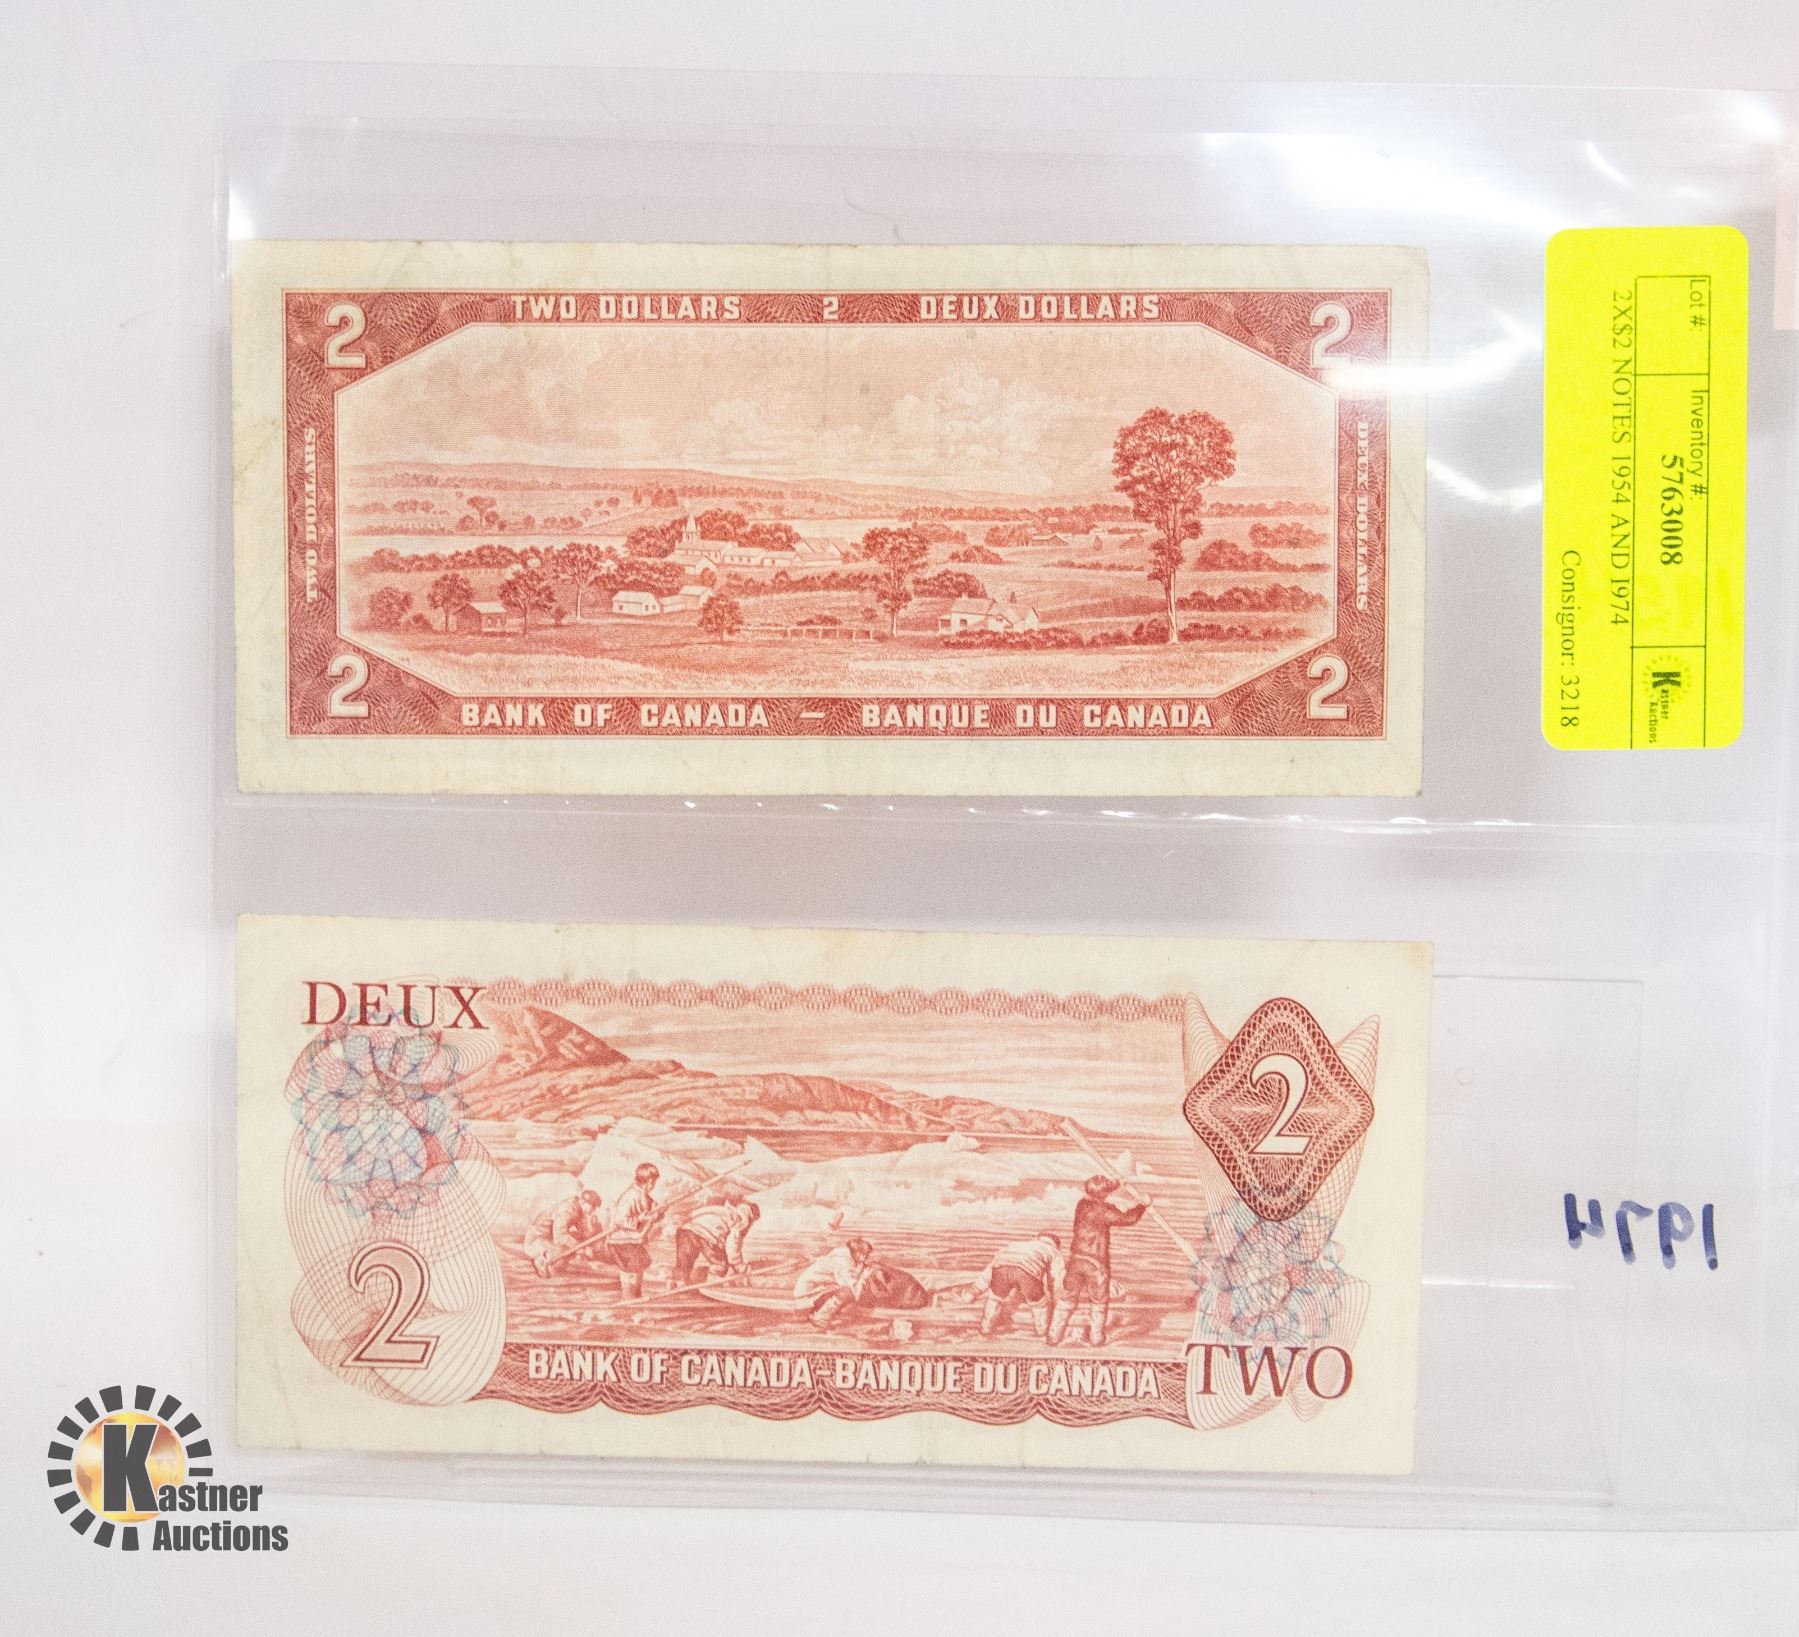 TWO DOLLARS 2 DEUX DOLLARS
2 2
TWO DOLLARS
DEUX DOLLARS
2 2
BANK OF CANADA – BANQUE DU CANADA
Lot #: Inventory #:
5763008
Kastner Auctions
2X$2 NOTES 1954 AND 1974
Consignor: 3218
DEUX
2
2
BANK OF CANADA-BANQUE DU CANADA
TWO
1974
Kastner
Auctions